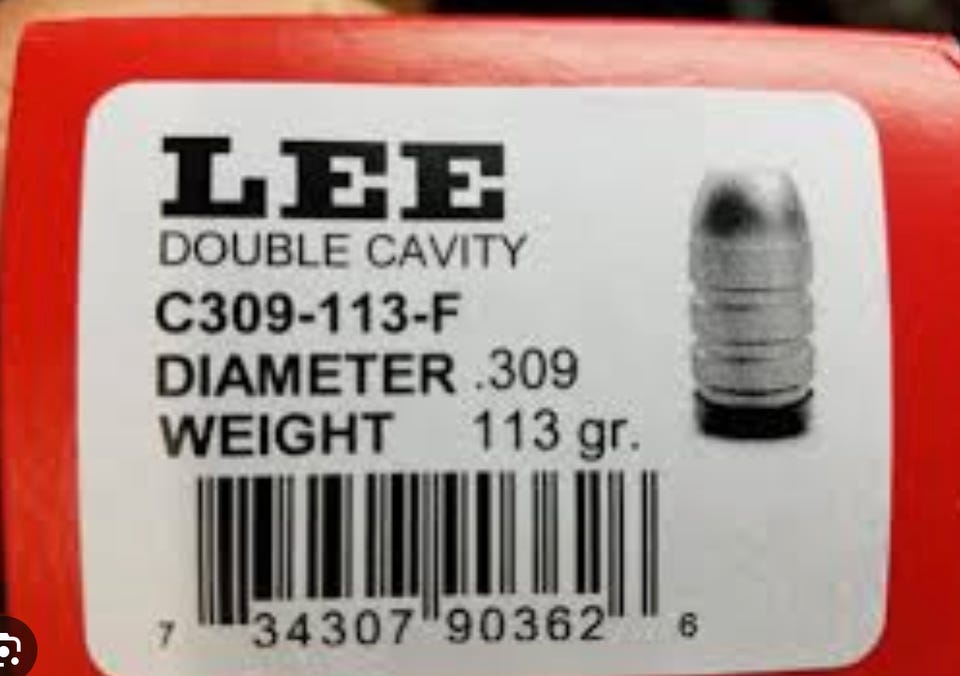 LEE
DOUBLE CAVITY
C309-113-F
DIAMETER .309
WEIGHT 113 gr.
7 34307 90362 6